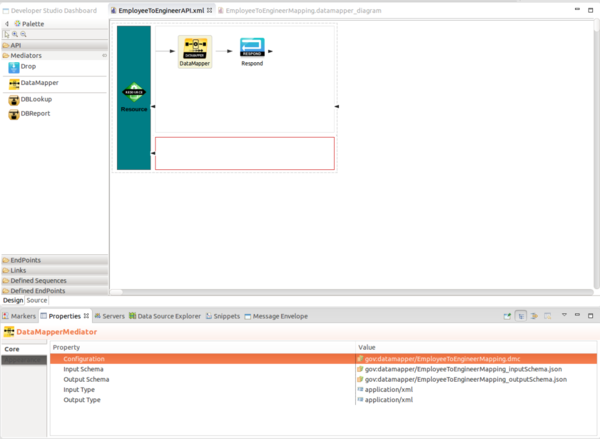 Developer Studio Dashboard
EmployeeToEngineerAPI.xml
EmployeeToEngineerMapping.datamapper_diagram
Palette
API
Mediators
Drop
DataMapper
DBLookup
DBReport
EndPoints
Links
Defined Sequences
Defined EndPoints
Resource
DATAMAPPER
DataMapper
RESPOND
Respond
Design Source
Markers Properties Servers Data Source Explorer Snippets Message Envelope
DataMapperMediator
Core
Property Value
Configuration gov:datamapper/EmployeeToEngineerMapping.dmc
Input Schema gov:datamapper/EmployeeToEngineerMapping_inputSchema.json
Output Schema gov:datamapper/EmployeeToEngineerMapping_outputSchema.json
Input Type application/xml
Output Type application/xml